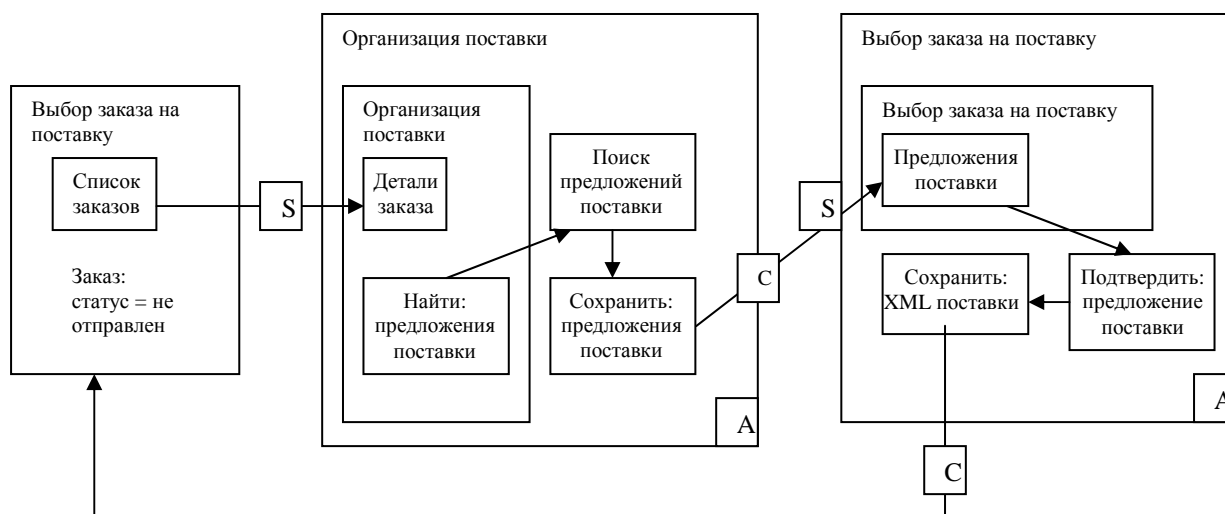 Выбор заказа на
поставку
Список
заказов
Заказ:
статус = не
отправлен
S
Организация поставки
Организация
поставки
Детали
заказа
Поиск
предложений
поставки
Найти:
предложения
поставки
Сохранить:
предложения
поставки
A
C
S
Выбор заказа на поставку
Выбор заказа на поставку
Предложения
поставки
Сохранить:
XML поставки
Подтвердить:
предложение
поставки
A
C